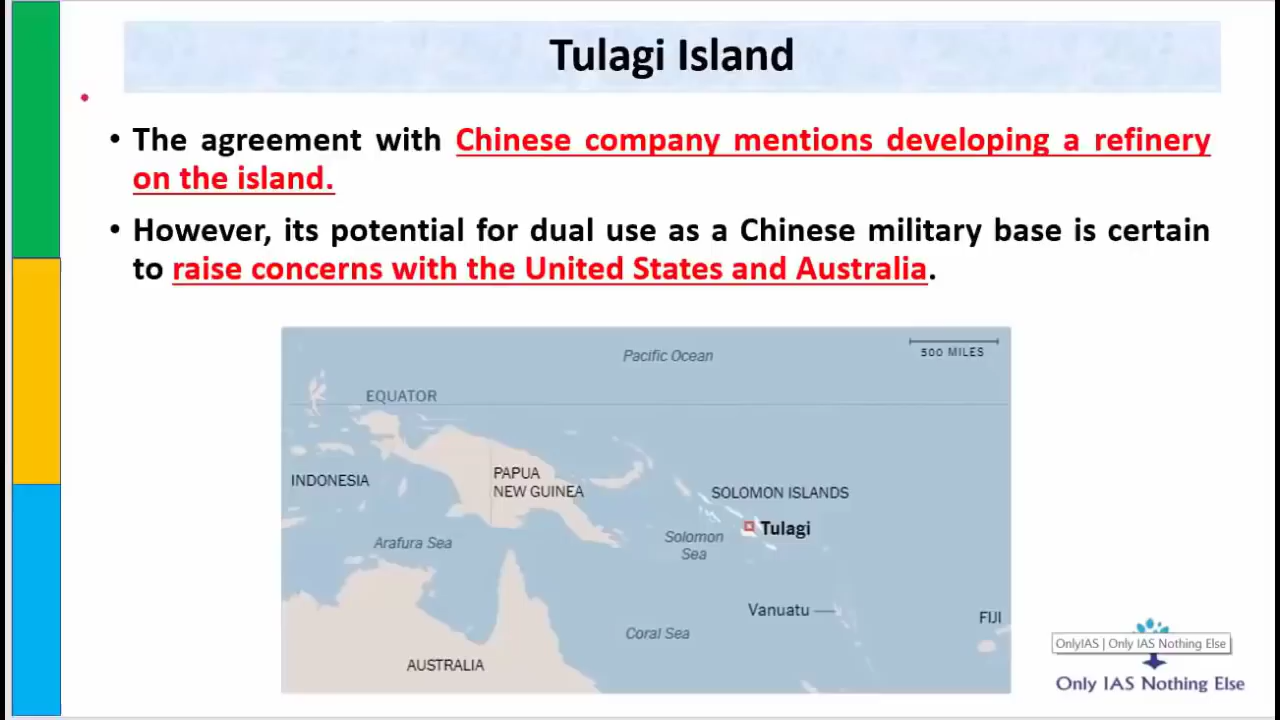 Tulagi Island
• The agreement with Chinese company mentions developing a refinery
on the island.
• However, its potential for dual use as a Chinese military base is certain
to raise concerns with the United States and Australia.
Pacific Ocean
500 MILES
EQUATOR
INDONESIA
PAPUA
NEW GUINEA
SOLOMON ISLANDS
Tulagi
Arafura Sea
Solomon
Sea
Vanuatu
FIJI
Coral Sea
AUSTRALIA
OnlyIAS | Only IAS Nothing Else
Only IAS Nothing Else